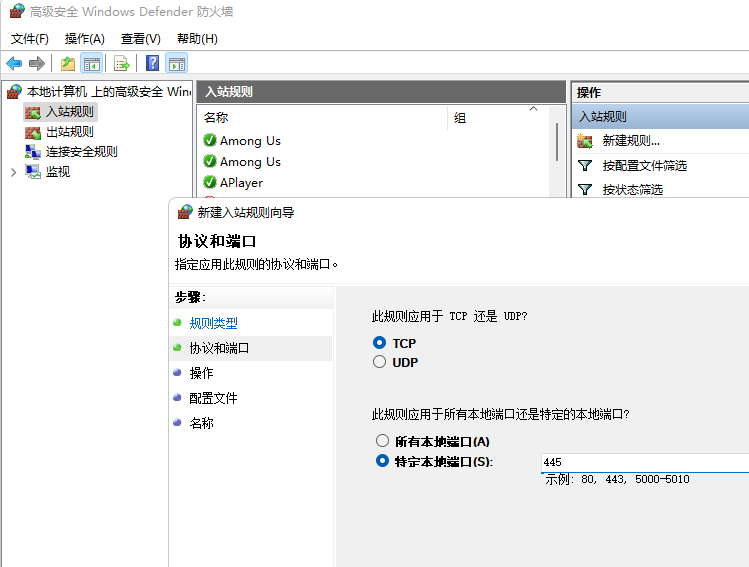 高级安全 Windows Defender 防火墙
文件(F) 操作(A) 查看(V) 帮助(H)
本地计算机 上的高级安全 Win
入站规则
出站规则
连接安全规则
监视
入站规则
名称 组
Among Us
Among Us
APlayer
操作
入站规则
新建规则...
按配置文件筛选
按状态筛选
新建入站规则向导
协议和端口
指定应用此规则的协议和端口。
步骤:
规则类型
协议和端口
操作
配置文件
名称
此规则应用于 TCP 还是 UDP?
TCP
UDP
此规则应用于所有本地端口还是特定的本地端口?
所有本地端口(A)
特定本地端口(S): 445
示例: 80, 443, 5000-5010